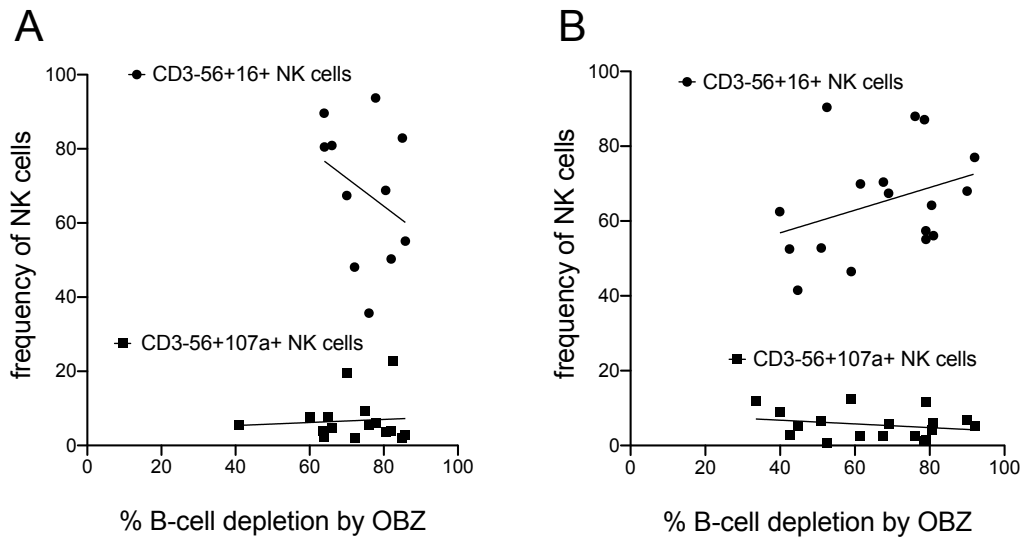 A
CD3-56+16+ NK cells
CD3-56+107a+ NK cells
frequency of NK cells
100
80
60
40
20
0
0 20 40 60 80 100
% B-cell depletion by OBZ
B
CD3-56+16+ NK cells
CD3-56+107a+ NK cells
frequency of NK cells
100
80
60
40
20
0
0 20 40 60 80 100
% B-cell depletion by OBZ